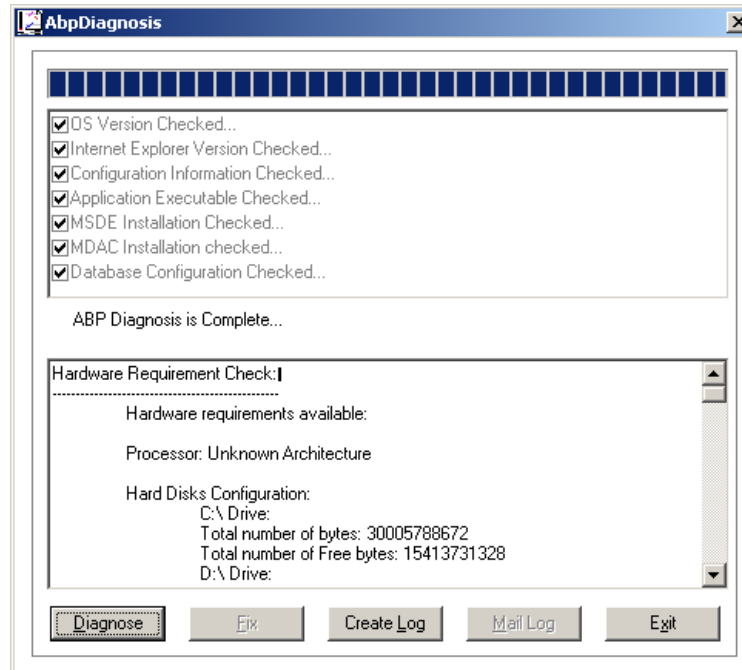 AbpDiagnosis
OS Version Checked...
Internet Explorer Version Checked...
Configuration Information Checked...
Application Executable Checked...
MSDE Installation Checked...
MDAC Installation checked...
Database Configuration Checked...
ABP Diagnosis is Complete...
Hardware Requirement Check:
------------------------------------------------
Hardware requirements available:
Processor: Unknown Architecture
Hard Disks Configuration:
C:\ Drive:
Total number of bytes: 30005788672
Total number of Free bytes: 15413731328
D:\ Drive:
Diagnose Fix Create Log Mail Log Exit